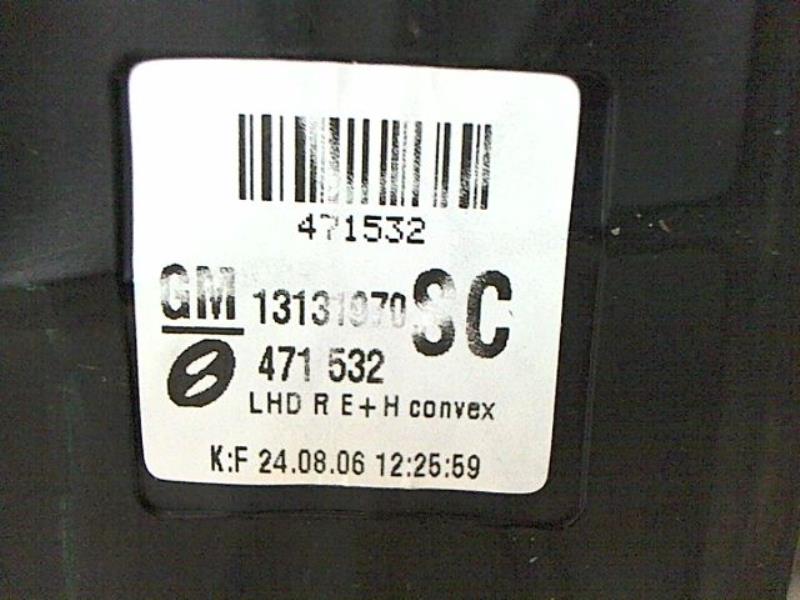 471532
GM 13131970 SC
471 532
LHD R E+H convex
K:F 24.08.06 12:25:59